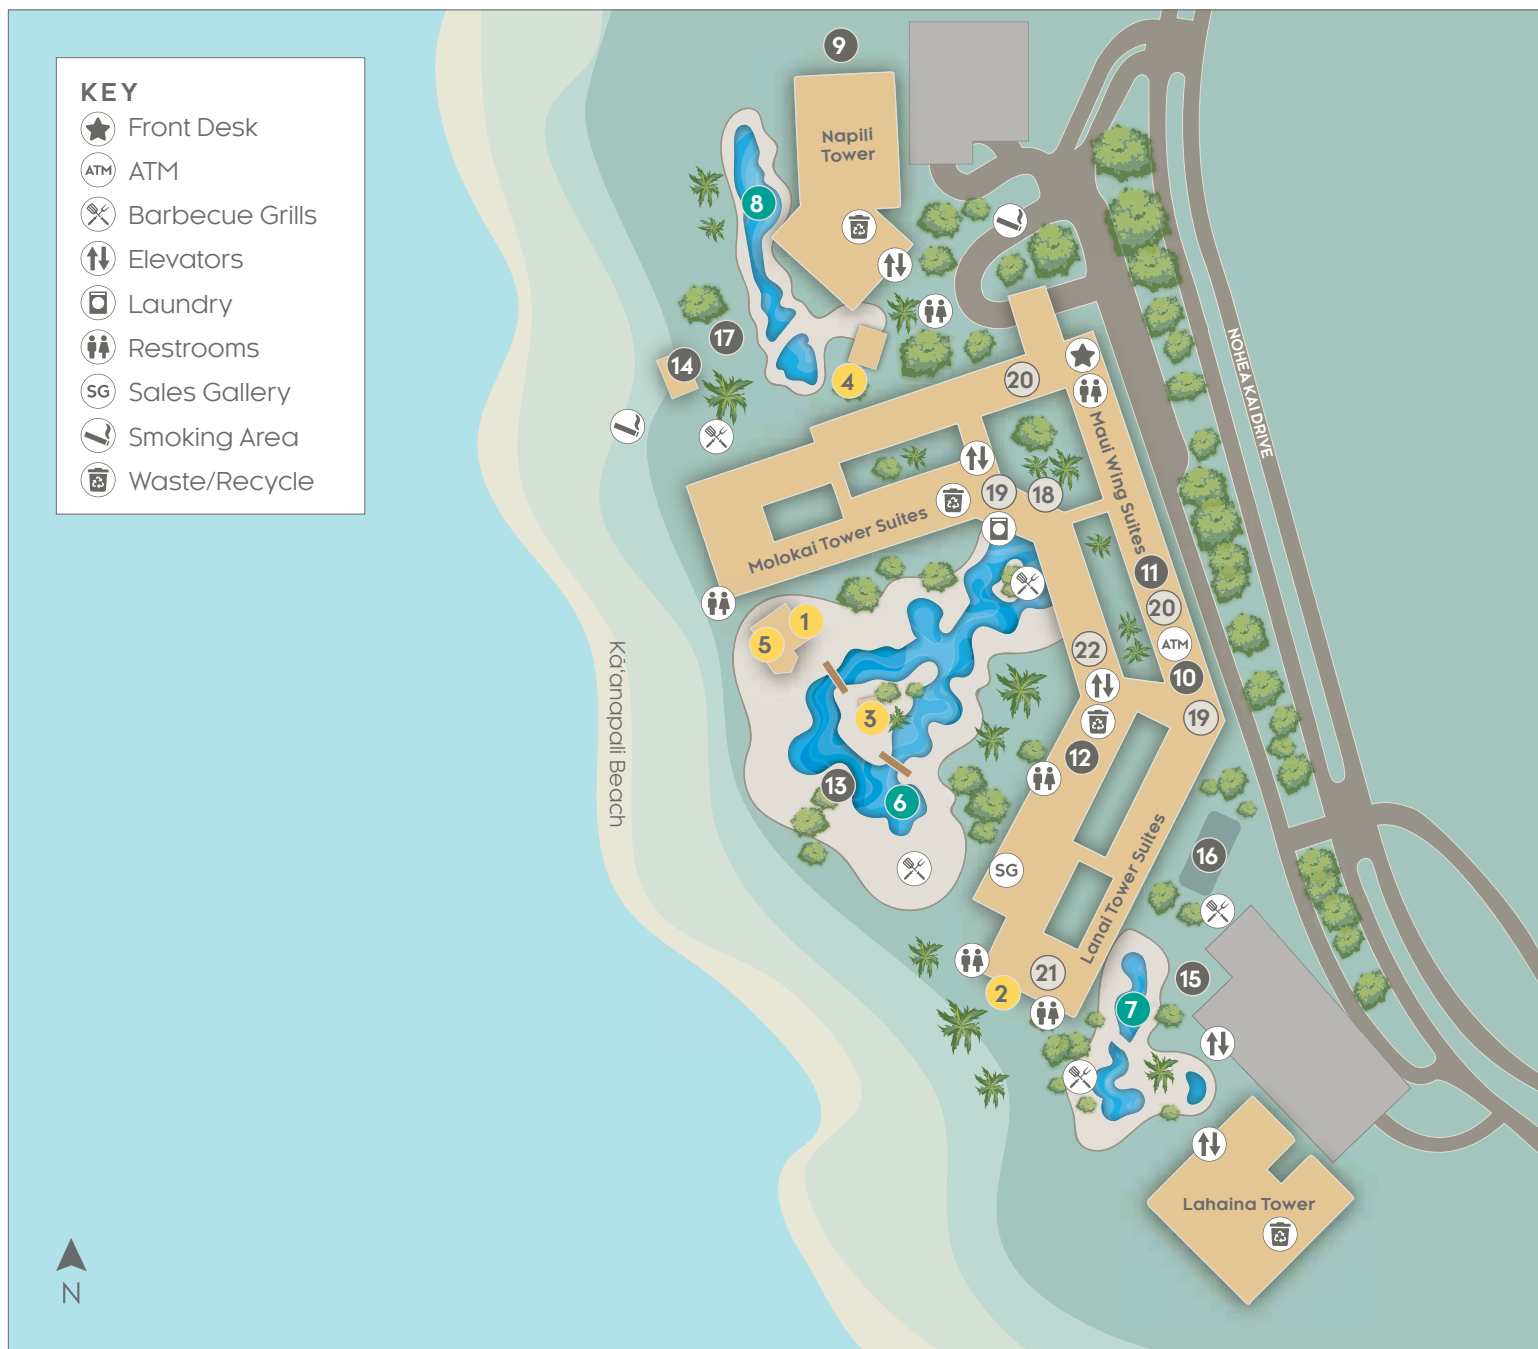 KEY
Front Desk
ATM ATM
Barbecue Grills
Elevators
Laundry
Restrooms
SG Sales Gallery
Smoking Area
Waste/Recycle
9
Napili
Tower
8
17
14
4
20
NOHEA KAI DRIVE
Maui Wing Suites
19
18
Molokai Tower Suites
11
20
1
5
22
ATM
10
Kā'anapali Beach
3
19
12
13
6
16
SG
Lanai Tower Suites
21
2
15
7
Lahaina Tower
N